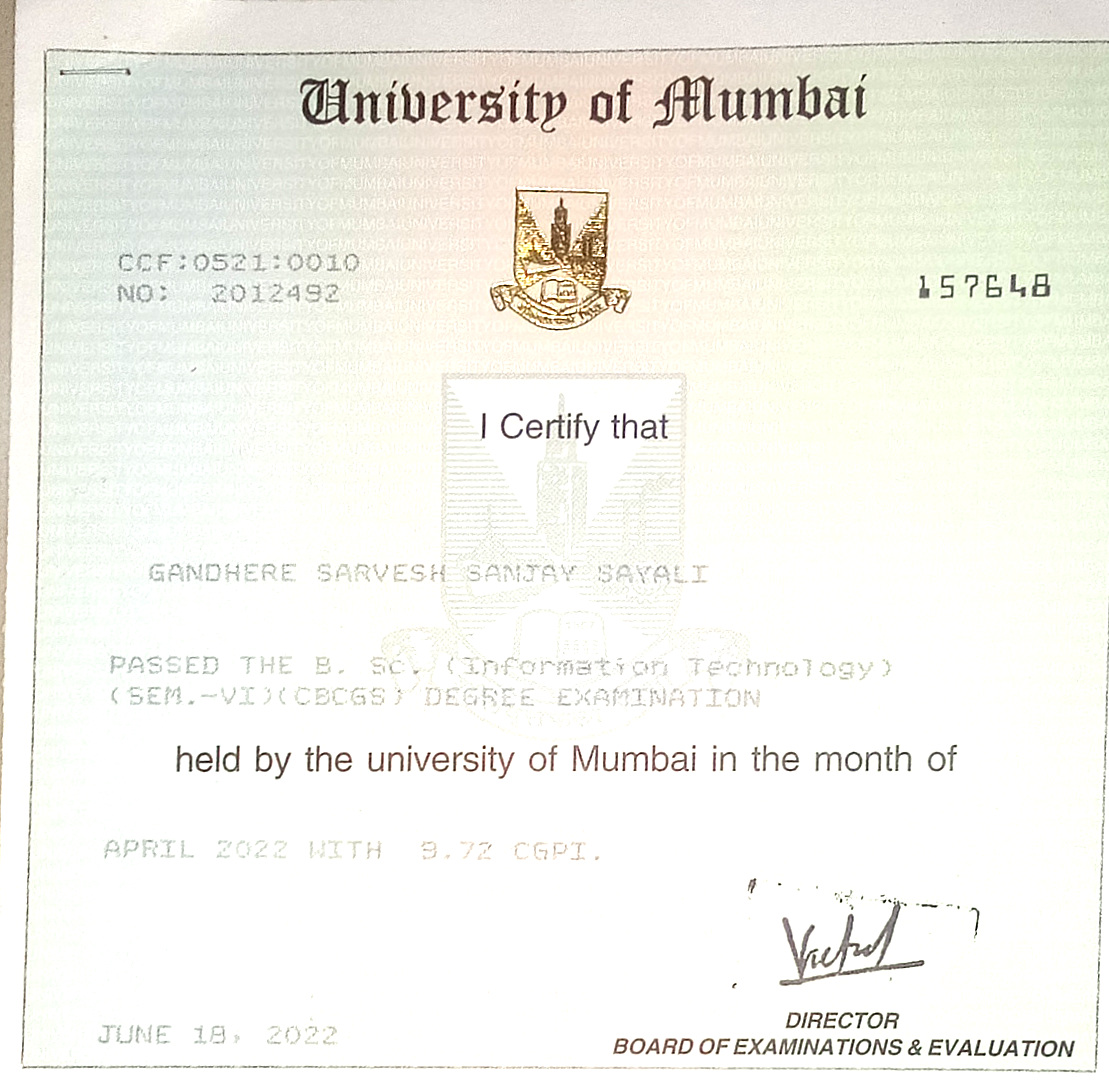 University of Mumbai
CCF:0521:0010
NO: 2012492
157648
I Certify that
GANDHERE SARVESH SANJAY SAYALI
PASSED THE B. Sc. (Information Technology)
(SEM.-VI)(CBCGS) DEGREE EXAMINATION
held by the university of Mumbai in the month of
APRIL 2022 WITH 9.72 CGPI.
JUNE 18, 2022
DIRECTOR
BOARD OF EXAMINATIONS & EVALUATION